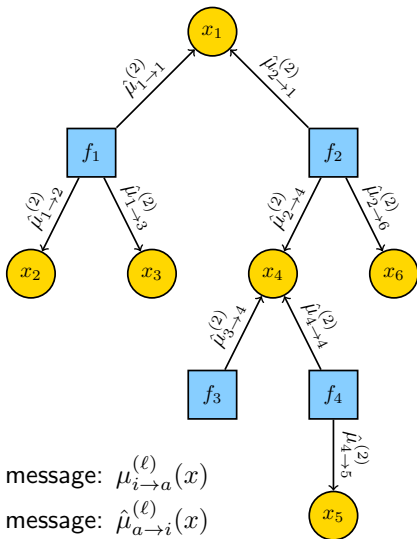 x₁
μ̂₁→₁⁽²⁾ μ̂₂→₁⁽²⁾
f₁ f₂
μ̂₁→₂⁽²⁾ μ̂₁→₃⁽²⁾ μ̂₂→₄⁽²⁾ μ̂₂→₆⁽²⁾
x₂ x₃ x₄ x₆
μ̂₃→₄⁽²⁾ μ̂₄→₄⁽²⁾
f₃ f₄
μ̂₄→₅⁽²⁾
message: μ_{i→a}^{(ℓ)}(x)
message: μ̂_{a→i}^{(ℓ)}(x)
x₅